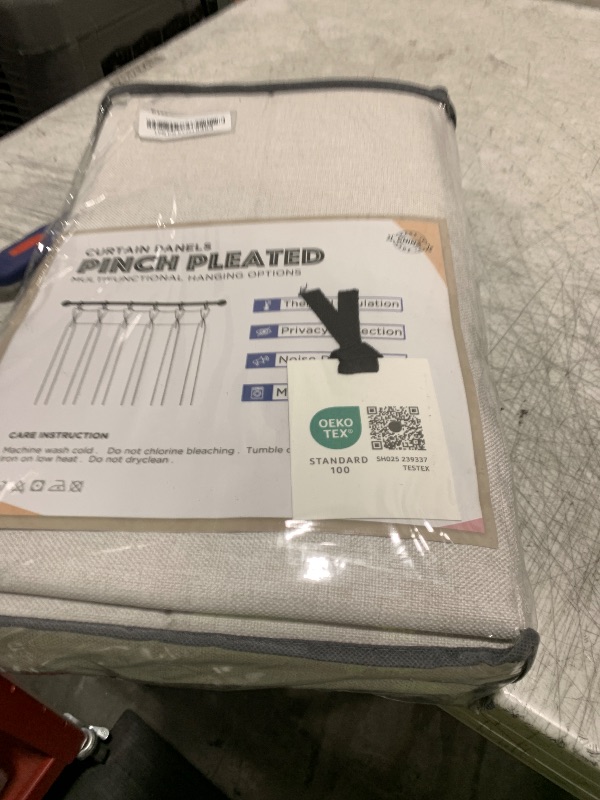 CURTAIN PANELS
PINCH PLEATED
MULTIFUNCTIONAL HANGING OPTIONS
Privacy
CARE INSTRUCTION
Machine wash cold . Do not chlorine bleaching . Tumble
iron on low heat . Do not dryclean .
OEKO
TEX®
STANDARD
100
SH025 239337
TESTEX